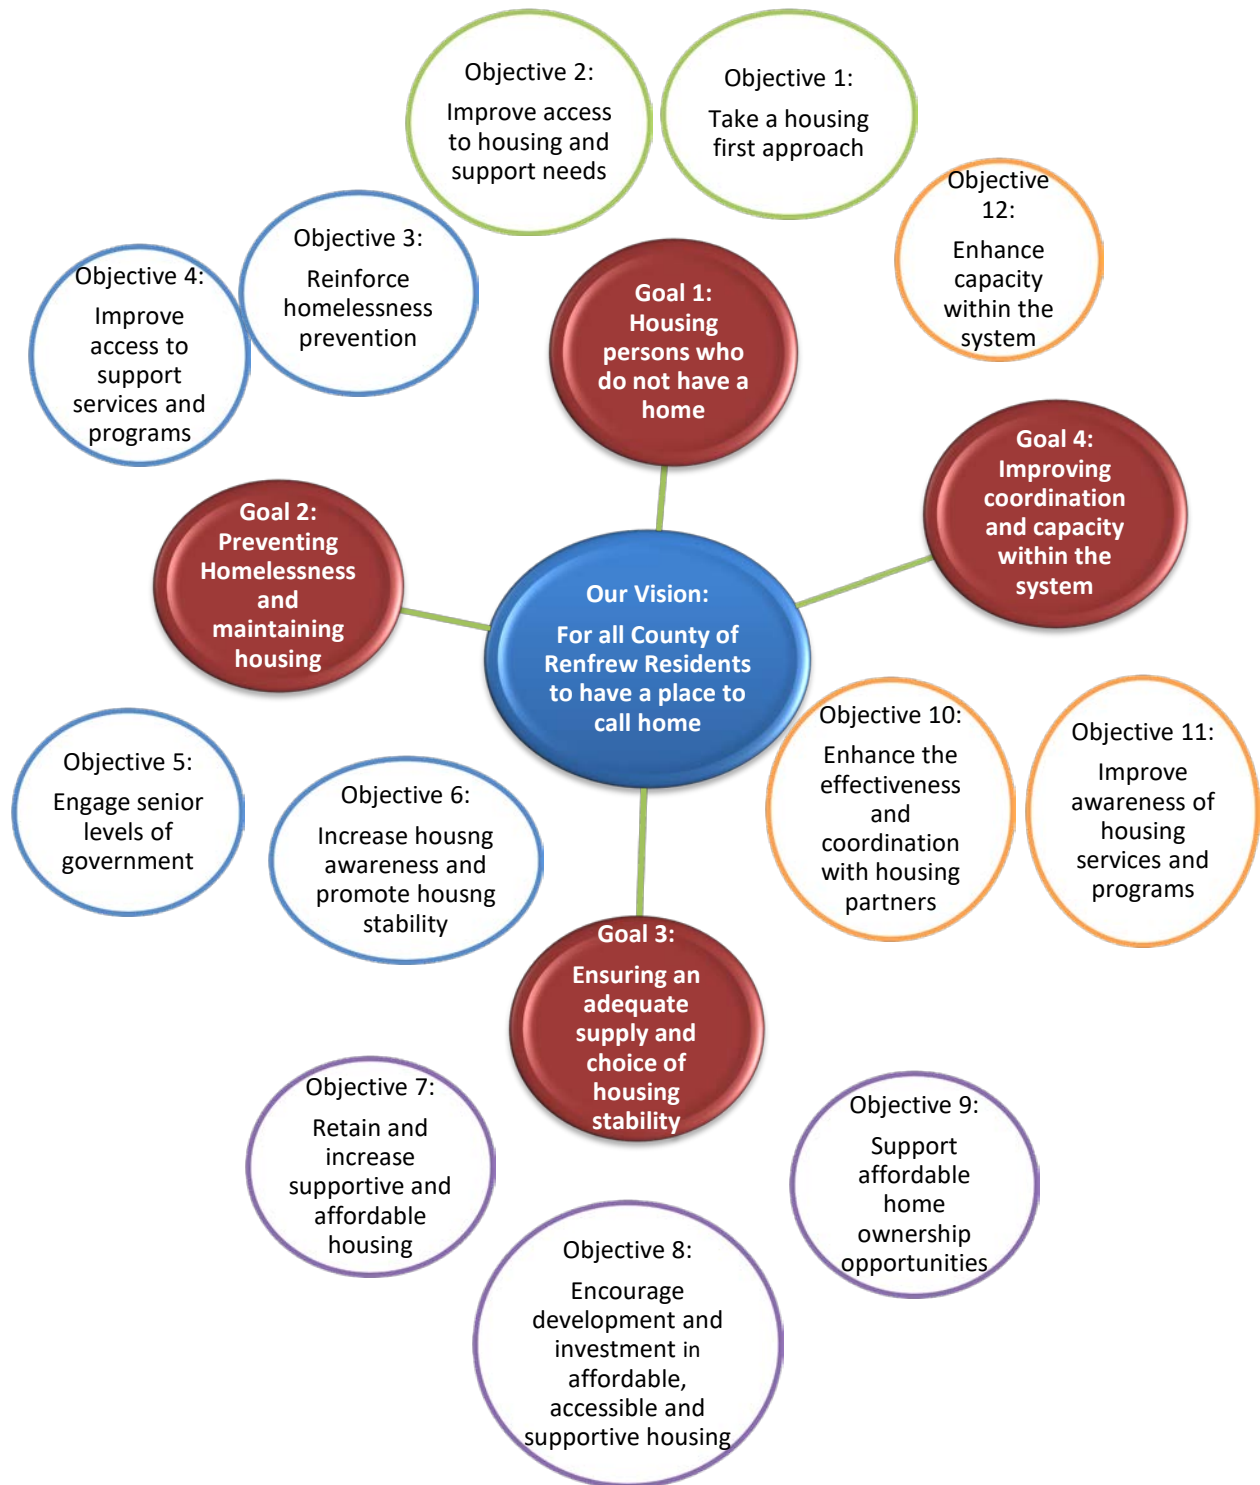 Objective 2:
Improve access
to housing and
support needs
Objective 1:
Take a housing
first approach
Objective
12:
Enhance
capacity
within the
system
Objective 3:
Reinforce
homelessness
prevention
Objective 4:
Improve
access to
support
services and
programs
Goal 1:
Housing
persons who
do not have a
home
Goal 4:
Improving
coordination
and capacity
within the
system
Goal 2:
Preventing
Homelessness
and
maintaining
housing
Our Vision:
For all County of
Renfrew Residents
to have a place to
call home
Objective 10:
Enhance the
effectiveness
and
coordination
with housing
partners
Objective 11:
Improve
awareness of
housing
services and
programs
Objective 5:
Engage senior
levels of
government
Objective 6:
Increase housng
awareness and
promote housng
stability
Goal 3:
Ensuring an
adequate
supply and
choice of
housing
stability
Objective 7:
Retain and
increase
supportive and
affordable
housing
Objective 9:
Support
affordable
home
ownership
opportunities
Objective 8:
Encourage
development and
investment in
affordable,
accessible and
supportive housing